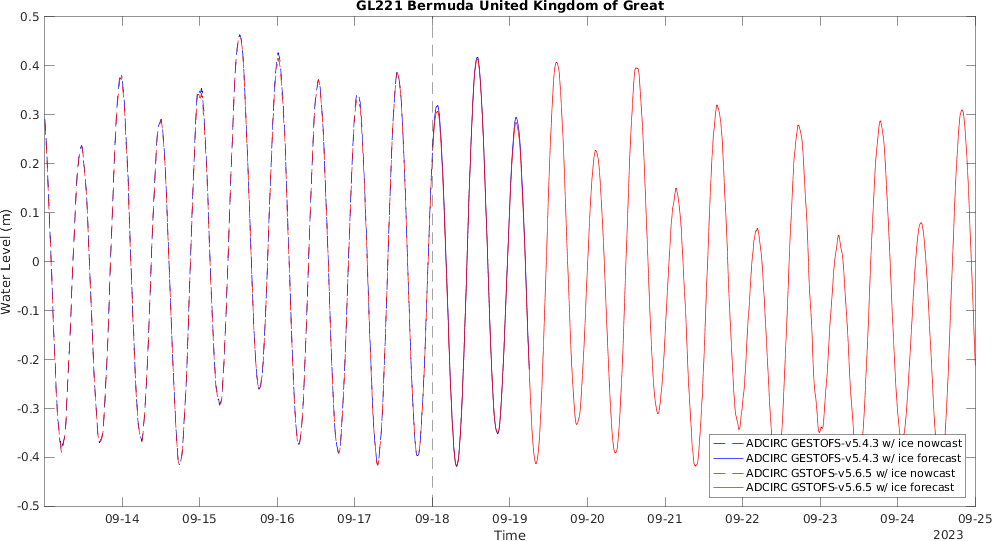 GL221 Bermuda United Kingdom of Great
0.5
0.4
0.3
0.2
0.1
0
-0.1
-0.2
-0.3
-0.4
-0.5
Water Level (m)
ADCIRC GESTOFS-v5.4.3 w/ ice nowcast
ADCIRC GESTOFS-v5.4.3 w/ ice forecast
ADCIRC GSTOFS-v5.6.5 w/ ice nowcast
ADCIRC GSTOFS-v5.6.5 w/ ice forecast
09-14 09-15 09-16 09-17 09-18 09-19 09-20 09-21 09-22 09-23 09-24 09-25
Time
2023